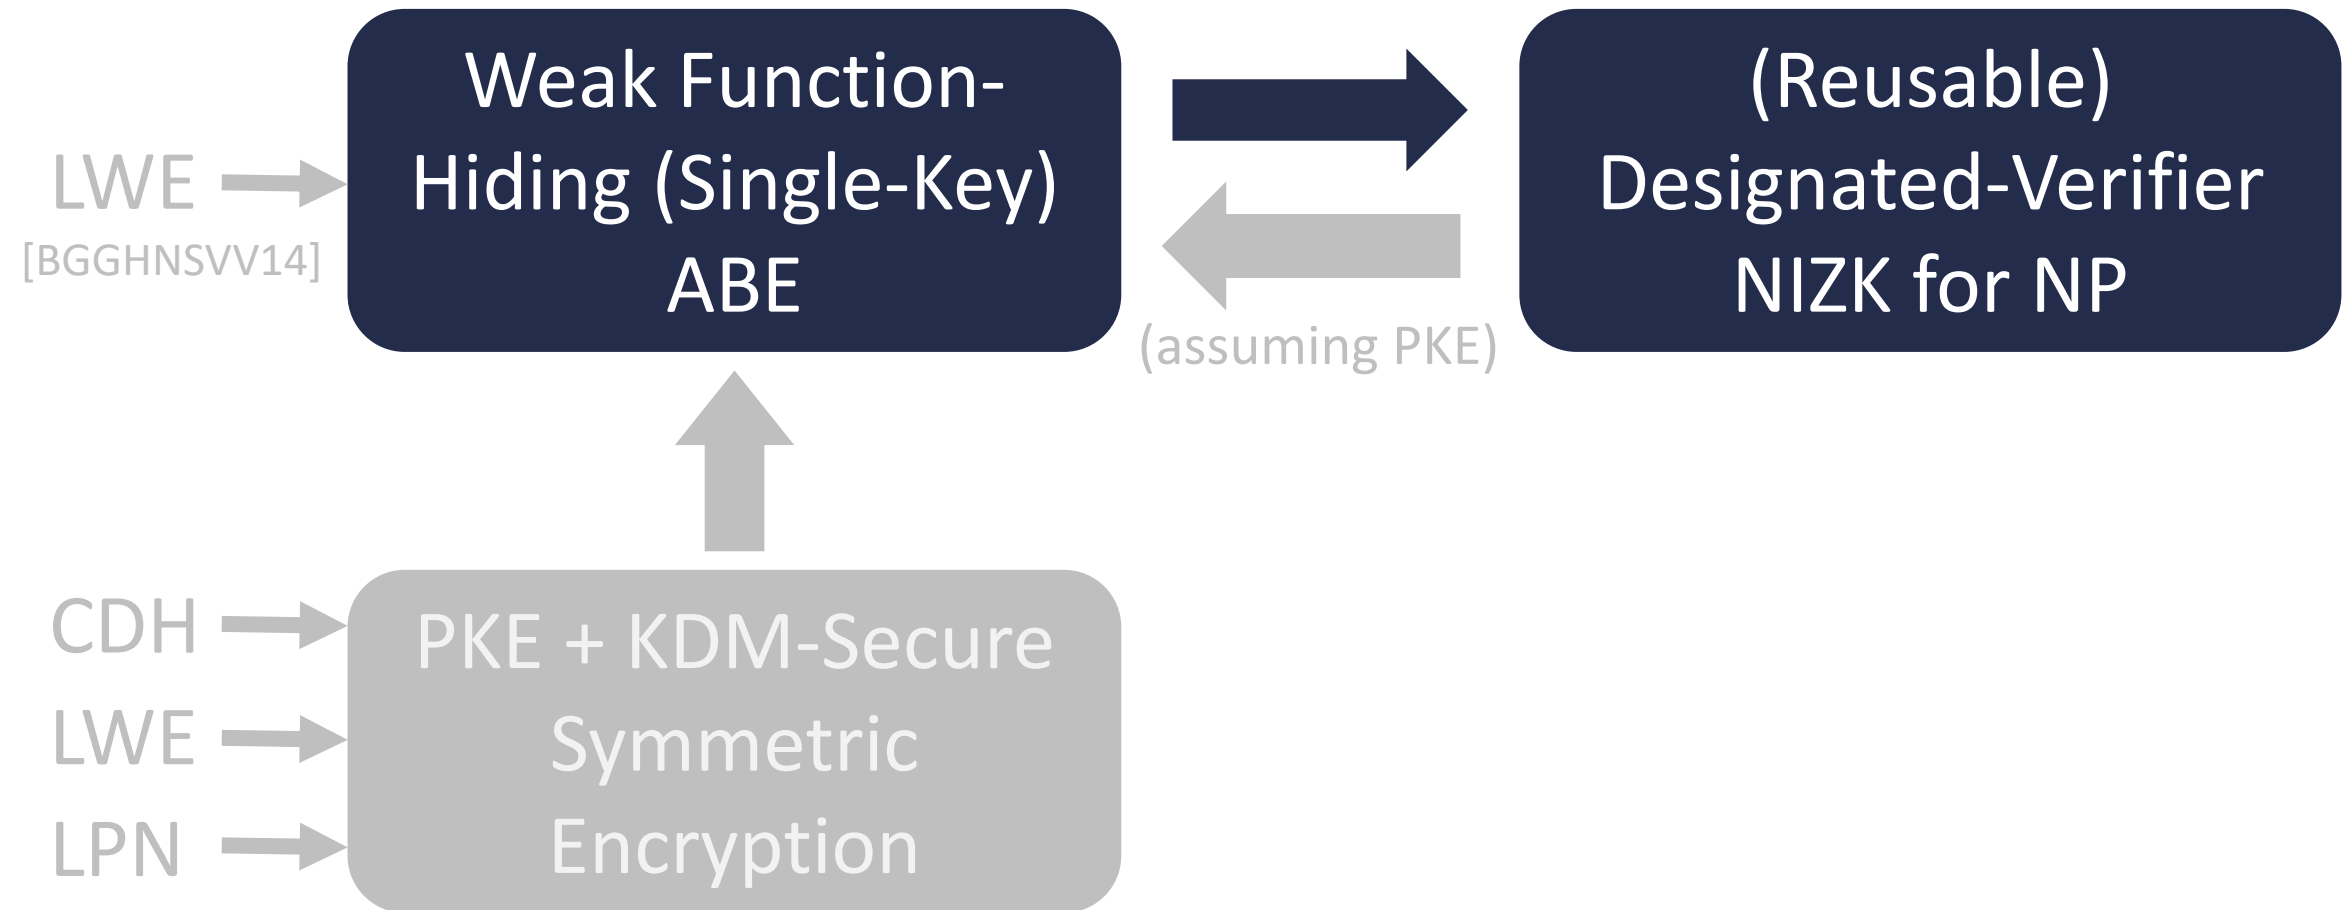 Weak Function-
Hiding (Single-Key)
ABE
(Reusable)
Designated-Verifier
NIZK for NP
LWE
[BGGHNSVV14]
(assuming PKE)
CDH
LWE
LPN
PKE + KDM-Secure
Symmetric
Encryption